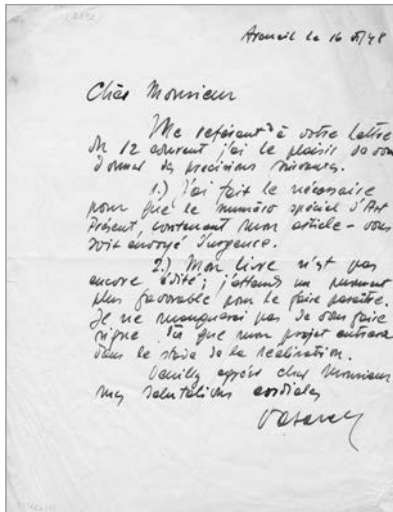 Arcueil le 16 XI/48
Cher Monsieur
Me référant à votre lettre
du 12 courant j'ai le plaisir de vous
donner les précisions suivantes.
1.) J'ai fait le nécessaire
pour que le numéro spécial d'Art
Présent, contenant mon article – vous
soit envoyé d'urgence.
2.) Mon livre n'est pas
encore édité; j'attends un moment
plus favorable pour le faire paraître.
Je ne manquerai pas de vous faire
signe dès que mon projet entrera
dans le stade de la réalisation.
Veuillez agréer cher Monsieur
mes salutations cordiales
Vasarely